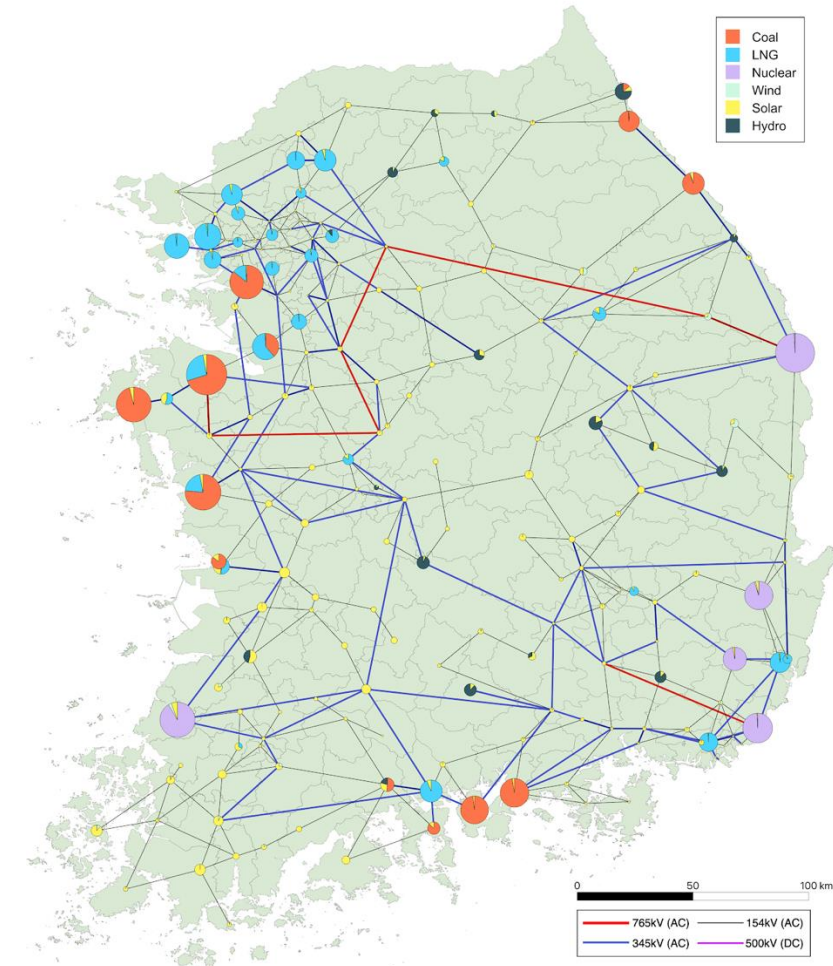 Coal
LNG
Nuclear
Wind
Solar
Hydro
0 50 100 km
765kV (AC) 154kV (AC)
345kV (AC) 500kV (DC)